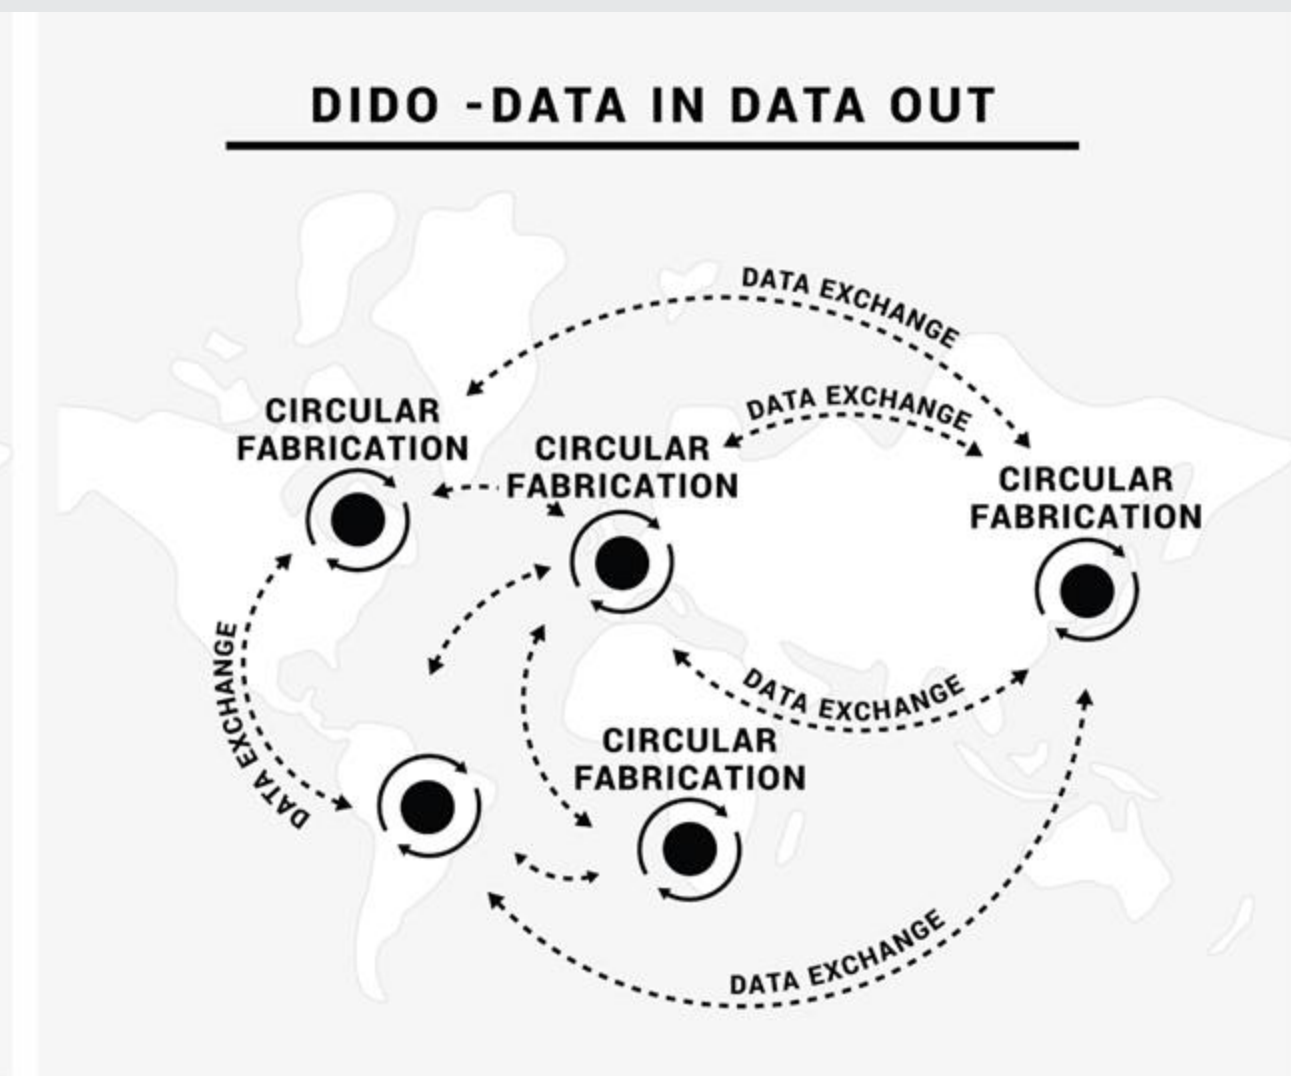 DIDO -DATA IN DATA OUT
DATA EXCHANGE
DATA EXCHANGE
CIRCULAR
FABRICATION
CIRCULAR
FABRICATION
CIRCULAR
FABRICATION
DATA EXCHANGE
DATA EXCHANGE
CIRCULAR
FABRICATION
DATA EXCHANGE